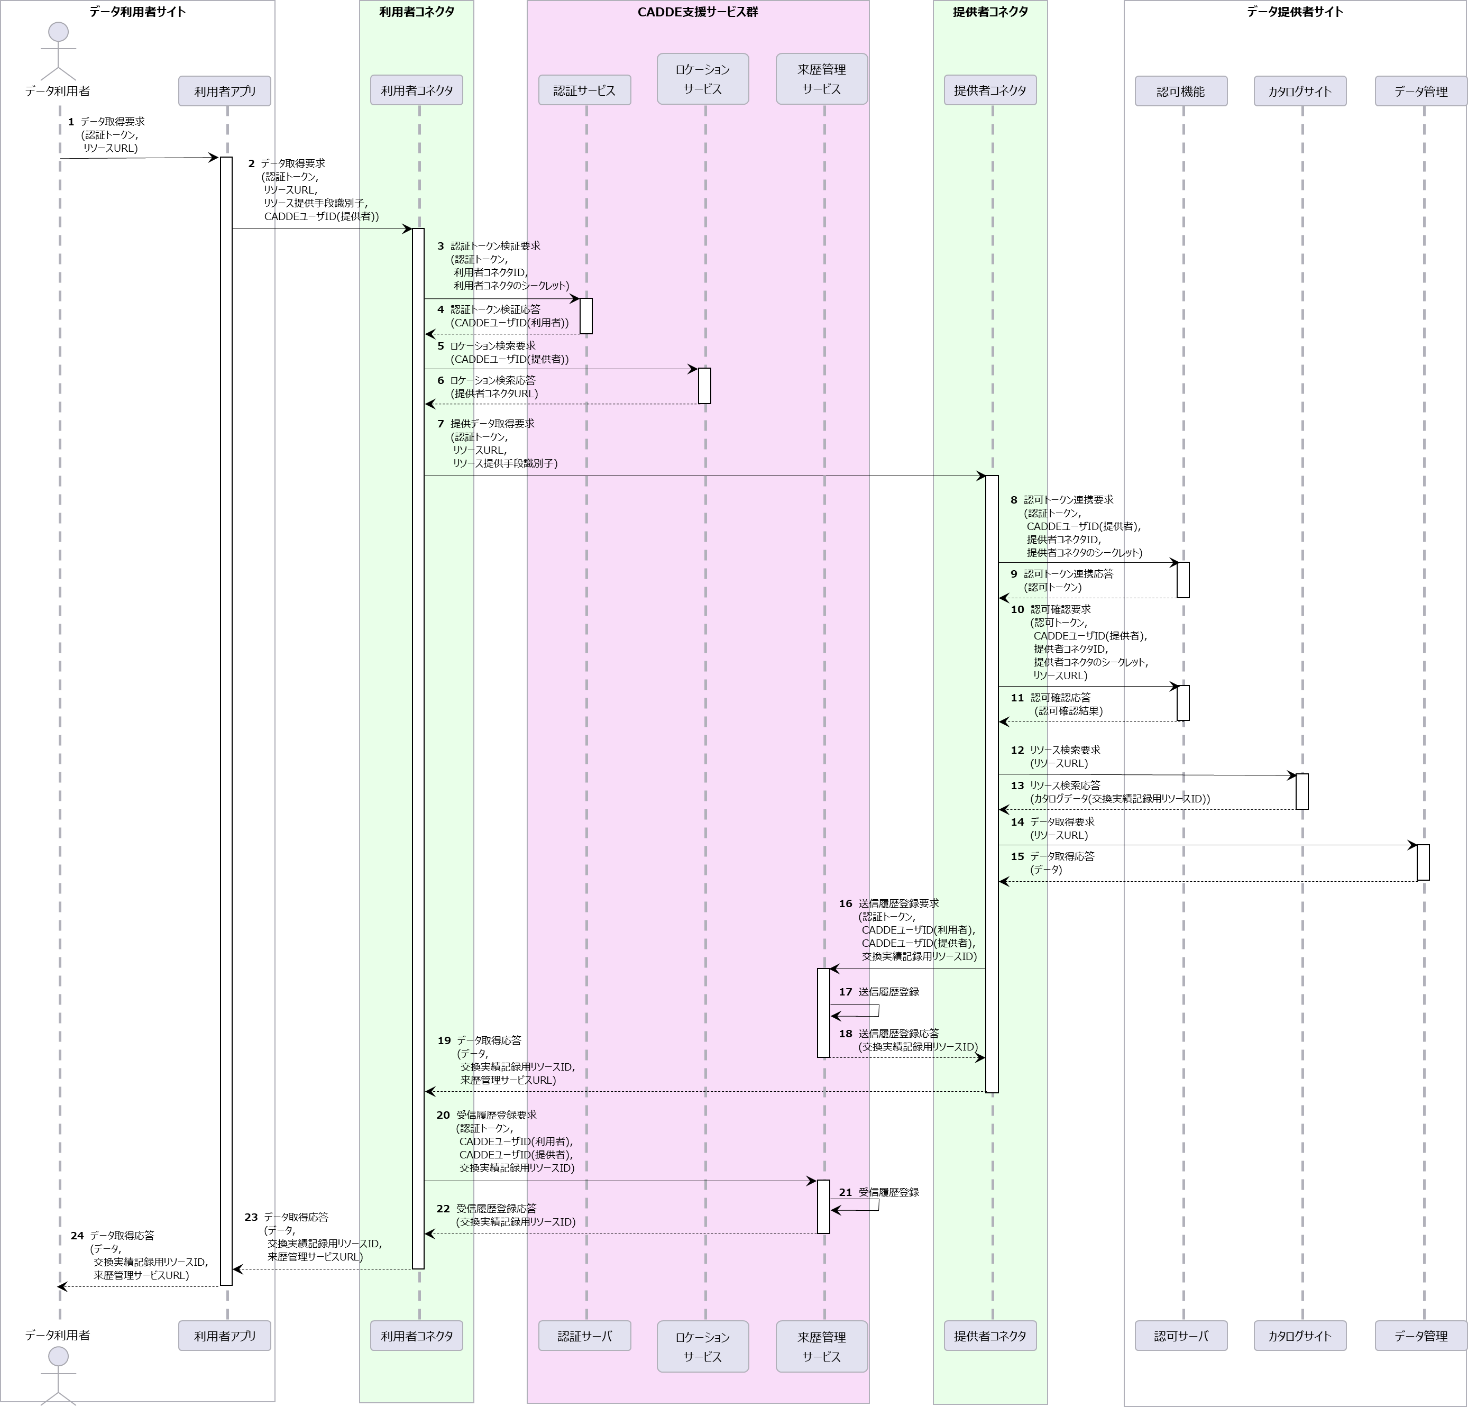 データ利用者サイト
利用者コネクタ
CADDE支援サービス群
提供者コネクタ
データ提供者サイト
データ利用者
利用者アプリ
利用者コネクタ
認証サービス
ロケーション
サービス
来歴管理
サービス
提供者コネクタ
認可機能
カタログサイト
データ管理
1 データ取得要求
(認証トークン,
リソースURL)
2 データ取得要求
(認証トークン,
リソースURL,
リソース提供手段識別子,
CADDEユーザID(提供者))
3 認証トークン検証要求
(認証トークン,
利用者コネクタID,
利用者コネクタのシークレット)
4 認証トークン検証応答
(CADDEユーザID(利用者))
5 ロケーション検索要求
(CADDEユーザID(提供者))
6 ロケーション検索応答
(提供者コネクタURL)
7 提供データ取得要求
(認証トークン,
リソースURL,
リソース提供手段識別子)
8 認可トークン連携要求
(認証トークン,
CADDEユーザID(提供者),
提供者コネクタID,
提供者コネクタのシークレット)
9 認可トークン連携応答
(認可トークン)
10 認可確認要求
(認可トークン,
CADDEユーザID(提供者),
提供者コネクタID,
提供者コネクタのシークレット,
リソースURL)
11 認可確認応答
(認可確認結果)
12 リソース検索要求
(リソースURL)
13 リソース検索応答
(カタログデータ(交換実績記録用リソースID))
14 データ取得要求
(リソースURL)
15 データ取得応答
(データ)
16 送信履歴登録要求
(認証トークン,
CADDEユーザID(利用者),
CADDEユーザID(提供者),
交換実績記録用リソースID)
17 送信履歴登録
18 送信履歴登録応答
(交換実績記録用リソースID)
19 データ取得応答
(データ,
交換実績記録用リソースID,
来歴管理サービスURL)
20 受信履歴登録要求
(認証トークン,
CADDEユーザID(利用者),
CADDEユーザID(提供者),
交換実績記録用リソースID)
21 受信履歴登録
22 受信履歴登録応答
(交換実績記録用リソースID)
23 データ取得応答
(データ,
交換実績記録用リソースID,
来歴管理サービスURL)
24 データ取得応答
(データ,
交換実績記録用リソースID,
来歴管理サービスURL)
データ利用者
利用者アプリ
利用者コネクタ
認証サーバ
ロケーション
サービス
来歴管理
サービス
提供者コネクタ
認可サーバ
カタログサイト
データ管理